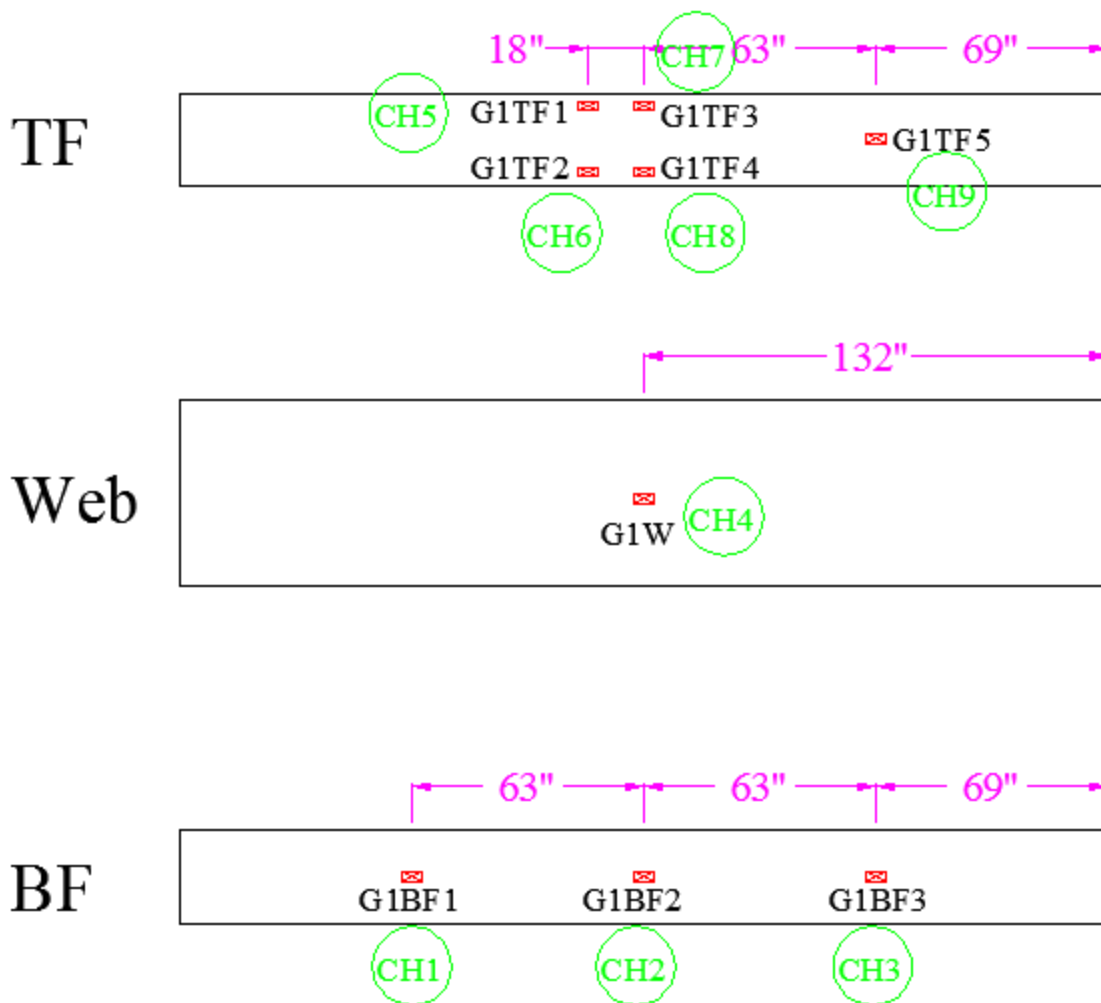 18" CH7 63" 69"
TF CH5 G1TF1 G1TF3 G1TF5
G1TF2 G1TF4 CH9
CH6 CH8
132"
Web G1W CH4
63" 63" 69"
BF G1BF1 G1BF2 G1BF3
CH1 CH2 CH3